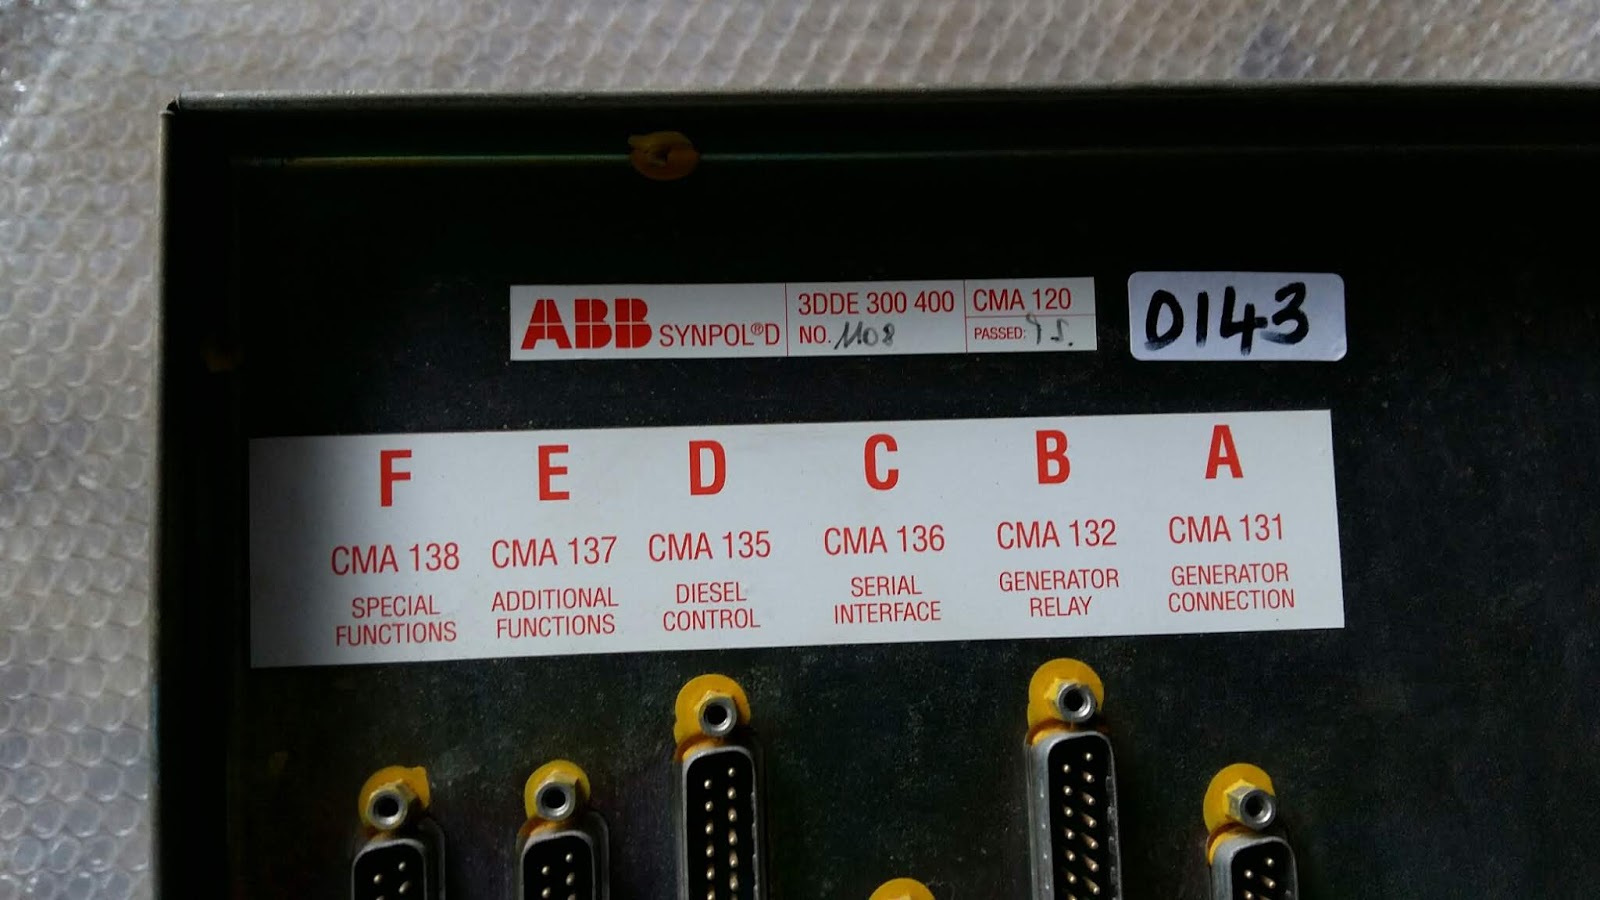 ABB SYNPOL®D
3DDE 300 400
NO. 1108
CMA 120
PASSED:
0143
F E D C B A
CMA 138 CMA 137 CMA 135 CMA 136 CMA 132 CMA 131
SPECIAL FUNCTIONS
ADDITIONAL FUNCTIONS
DIESEL CONTROL
SERIAL INTERFACE
GENERATOR RELAY
GENERATOR CONNECTION